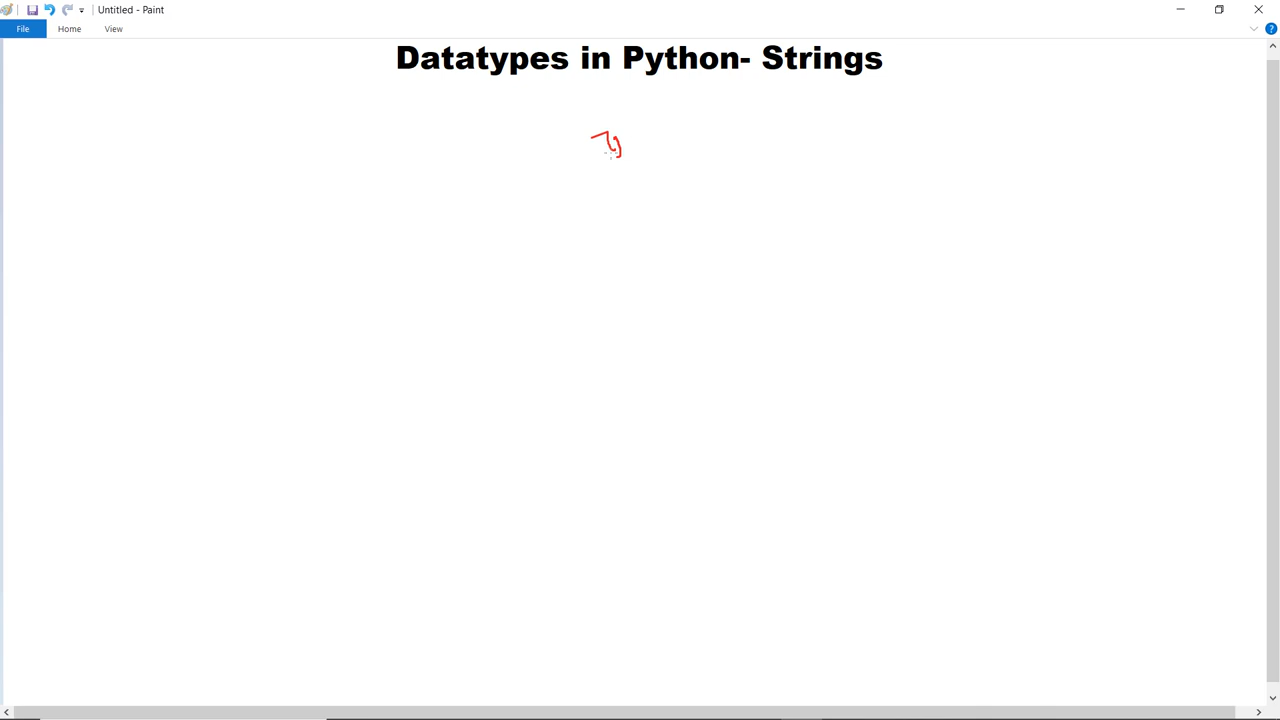 Untitled - Paint
File Home View
Datatypes in Python- Strings